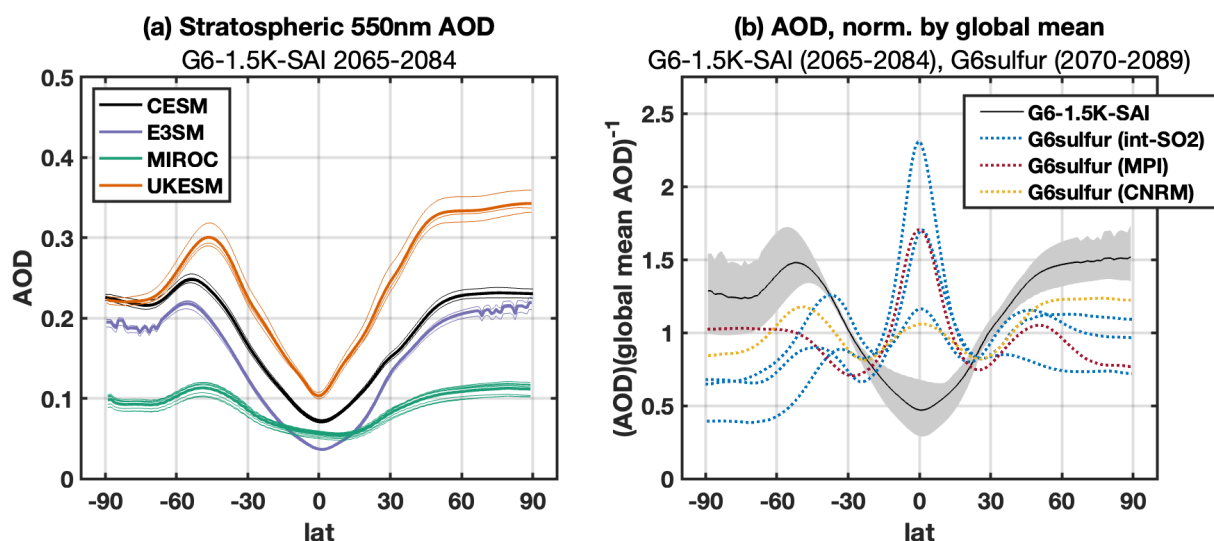 (a) Stratospheric 550nm AOD
G6-1.5K-SAI 2065-2084
0.5
0.4
0.3
0.2
0.1
0
AOD
CESM
E3SM
MIROC
UKESM
-90 -60 -30 0 30 60 90
lat
(b) AOD, norm. by global mean
G6-1.5K-SAI (2065-2084), G6sulfur (2070-2089)
2.5
2
1.5
1
0.5
0
(AOD)(global mean AOD)⁻¹
G6-1.5K-SAI
G6sulfur (int-SO2)
G6sulfur (MPI)
G6sulfur (CNRM)
-90 -60 -30 0 30 60 90
lat